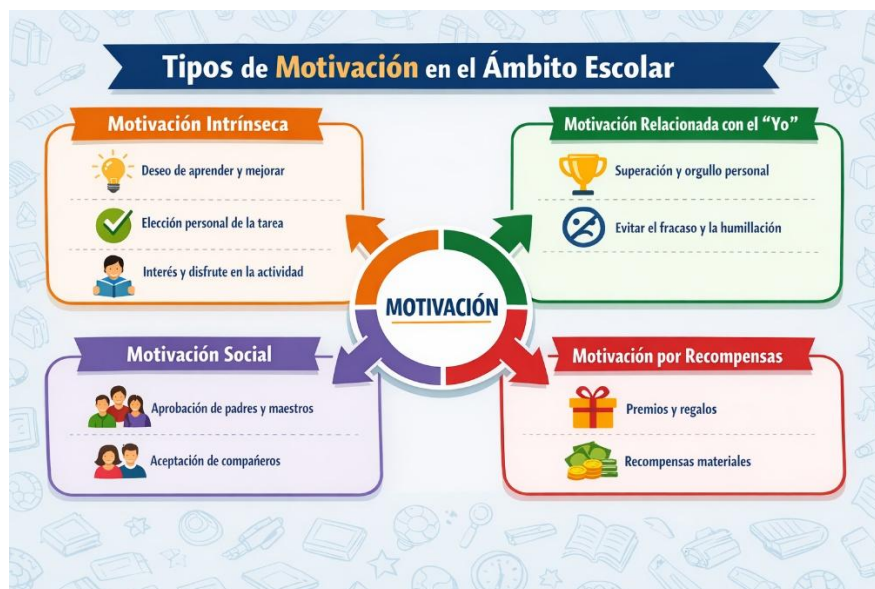 Tipos de Motivación en el Ámbito Escolar
Motivación Intrínseca
Deseo de aprender y mejorar
Elección personal de la tarea
Interés y disfrute en la actividad
Motivación Relacionada con el “Yo”
Superación y orgullo personal
Evitar el fracaso y la humillación
MOTIVACIÓN
Motivación Social
Aprobación de padres y maestros
Aceptación de compañeros
Motivación por Recompensas
Premios y regalos
Recompensas materiales